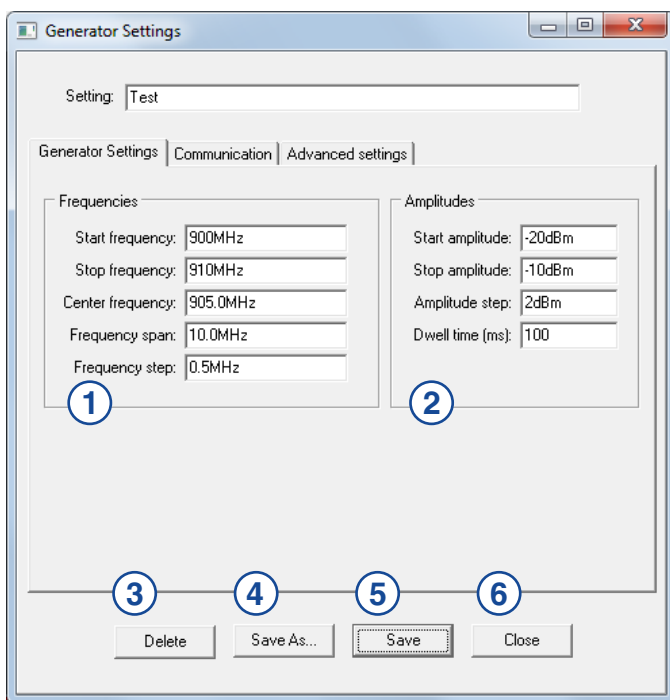 Generator Settings
Setting: Test
Generator Settings Communication Advanced settings
Frequencies
Start frequency: 900MHz
Stop frequency: 910MHz
Center frequency: 905.0MHz
Frequency span: 10.0MHz
Frequency step: 0.5MHz
1
Amplitudes
Start amplitude: -20dBm
Stop amplitude: -10dBm
Amplitude step: 2dBm
Dwell time (ms): 100
2
3 4 5 6
Delete Save As... Save Close